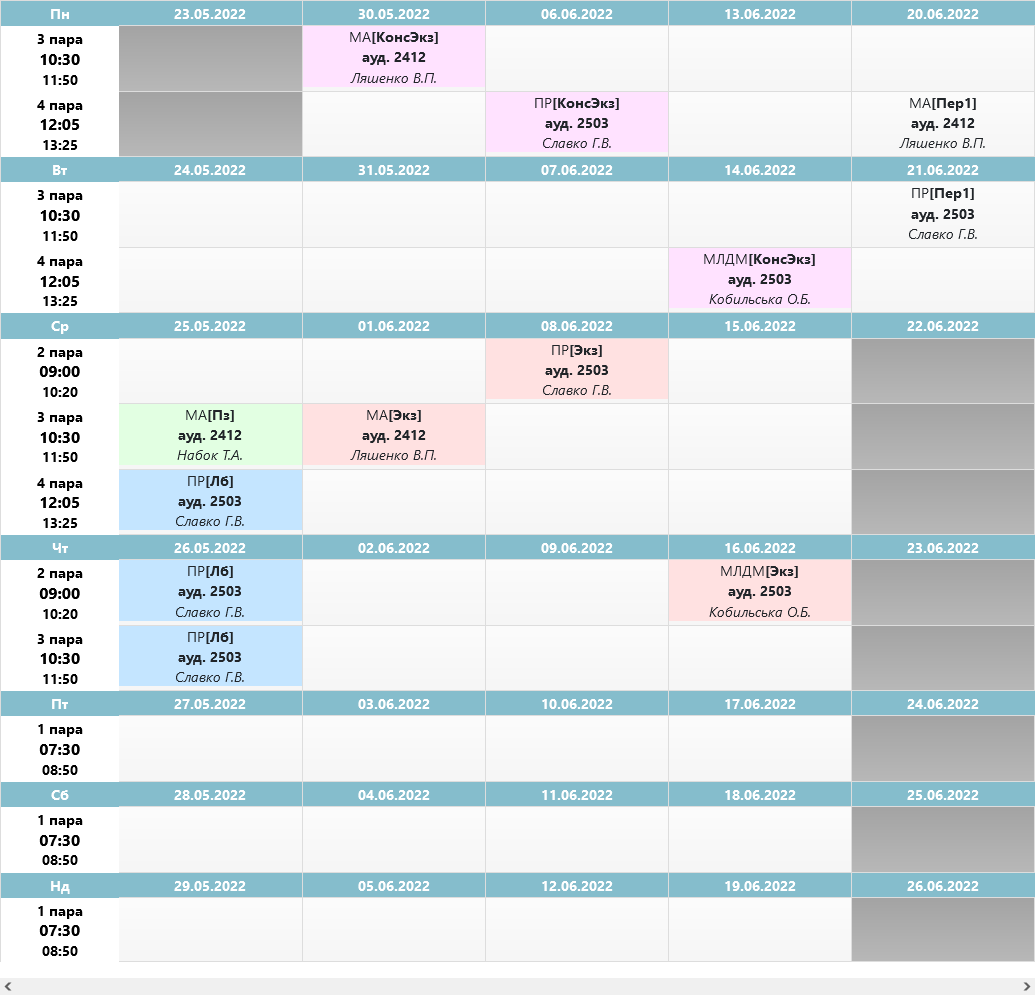 Пн 23.05.2022 30.05.2022 06.06.2022 13.06.2022 20.06.2022
3 пара
10:30
11:50
МА[КонсЭкз]
ауд. 2412
Ляшенко В.П.
4 пара
12:05
13:25
ПР[КонсЭкз]
ауд. 2503
Славко Г.В.
МА[Пер1]
ауд. 2412
Ляшенко В.П.
Вт 24.05.2022 31.05.2022 07.06.2022 14.06.2022 21.06.2022
3 пара
10:30
11:50
ПР[Пер1]
ауд. 2503
Славко Г.В.
4 пара
12:05
13:25
МЛДМ[КонсЭкз]
ауд. 2503
Кобильська О.Б.
Ср 25.05.2022 01.06.2022 08.06.2022 15.06.2022 22.06.2022
2 пара
09:00
10:20
ПР[Экз]
ауд. 2503
Славко Г.В.
3 пара
10:30
11:50
МА[Пз]
ауд. 2412
Набок Т.А.
МА[Экз]
ауд. 2412
Ляшенко В.П.
4 пара
12:05
13:25
ПР[Лб]
ауд. 2503
Славко Г.В.
Чт 26.05.2022 02.06.2022 09.06.2022 16.06.2022 23.06.2022
2 пара
09:00
10:20
ПР[Лб]
ауд. 2503
Славко Г.В.
МЛДМ[Экз]
ауд. 2503
Кобильська О.Б.
3 пара
10:30
11:50
ПР[Лб]
ауд. 2503
Славко Г.В.
Пт 27.05.2022 03.06.2022 10.06.2022 17.06.2022 24.06.2022
1 пара
07:30
08:50
Сб 28.05.2022 04.06.2022 11.06.2022 18.06.2022 25.06.2022
1 пара
07:30
08:50
Нд 29.05.2022 05.06.2022 12.06.2022 19.06.2022 26.06.2022
1 пара
07:30
08:50